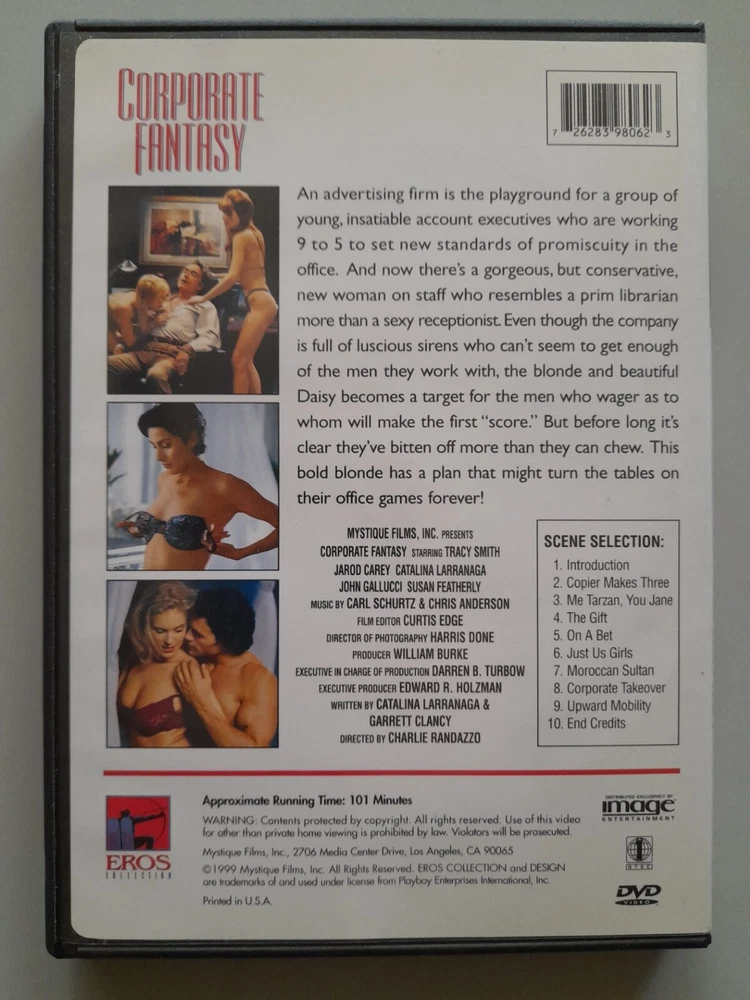 CORPORATE
FANTASY
7 26283 98062 3
An advertising firm is the playground for a group of
young, insatiable account executives who are working
9 to 5 to set new standards of promiscuity in the
office. And now there's a gorgeous, but conservative,
new woman on staff who resembles a prim librarian
more than a sexy receptionist. Even though the company
is full of luscious sirens who can't seem to get enough
of the men they work with, the blonde and beautiful
Daisy becomes a target for the men who wager as to
whom will make the first “score.” But before long it's
clear they've bitten off more than they can chew. This
bold blonde has a plan that might turn the tables on
their office games forever!
MYSTIQUE FILMS, INC. PRESENTS
CORPORATE FANTASY STARRING TRACY SMITH
JAROD CAREY CATALINA LARRANAGA
JOHN GALLUCCI SUSAN FEATHERLY
MUSIC BY CARL SCHURTZ & CHRIS ANDERSON
FILM EDITOR CURTIS EDGE
DIRECTOR OF PHOTOGRAPHY HARRIS DONE
PRODUCER WILLIAM BURKE
EXECUTIVE IN CHARGE OF PRODUCTION DARREN B. TURBOW
EXECUTIVE PRODUCER EDWARD R. HOLZMAN
WRITTEN BY CATALINA LARRANAGA &
GARRETT CLANCY
DIRECTED BY CHARLIE RANDAZZO
SCENE SELECTION:
1. Introduction
2. Copier Makes Three
3. Me Tarzan, You Jane
4. The Gift
5. On A Bet
6. Just Us Girls
7. Moroccan Sultan
8. Corporate Takeover
9. Upward Mobility
10. End Credits
EROS
COLLECTION
Approximate Running Time: 101 Minutes
WARNING: Contents protected by copyright. All rights reserved. Use of this video
for other than private home viewing is prohibited by law. Violators will be prosecuted.
Mystique Films, Inc., 2706 Media Center Drive, Los Angeles, CA 90065
©1999 Mystique Films, Inc. All Rights Reserved. EROS COLLECTION and DESIGN
are trademarks of and used under license from Playboy Enterprises International, Inc.
Printed in U.S.A.
DISTRIBUTED EXCLUSIVELY BY
image
ENTERTAINMENT
1
NTSC
DVD
VIDEO